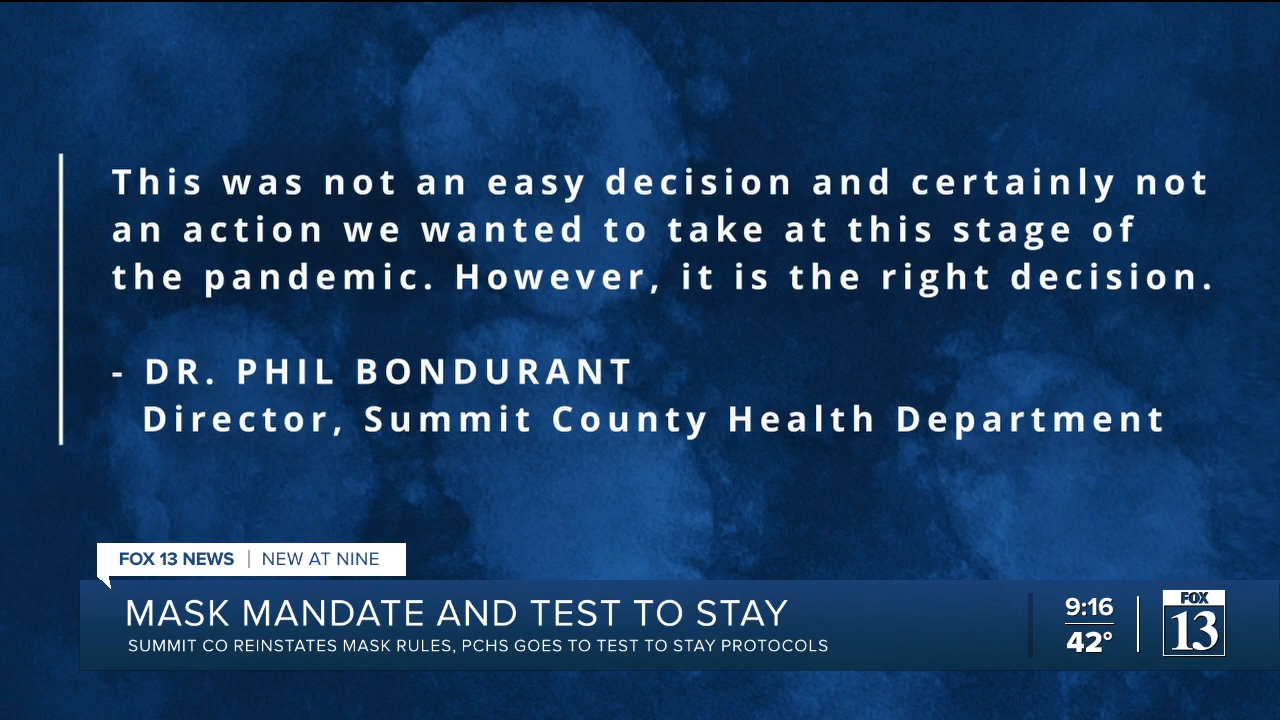 This was not an easy decision and certainly not
an action we wanted to take at this stage of
the pandemic. However, it is the right decision.
- DR. PHIL BONDURANT
Director, Summit County Health Department
FOX 13 NEWS | NEW AT NINE
MASK MANDATE AND TEST TO STAY
SUMMIT CO REINSTATES MASK RULES, PCHS GOES TO TEST TO STAY PROTOCOLS
9:16
42°
FOX
13